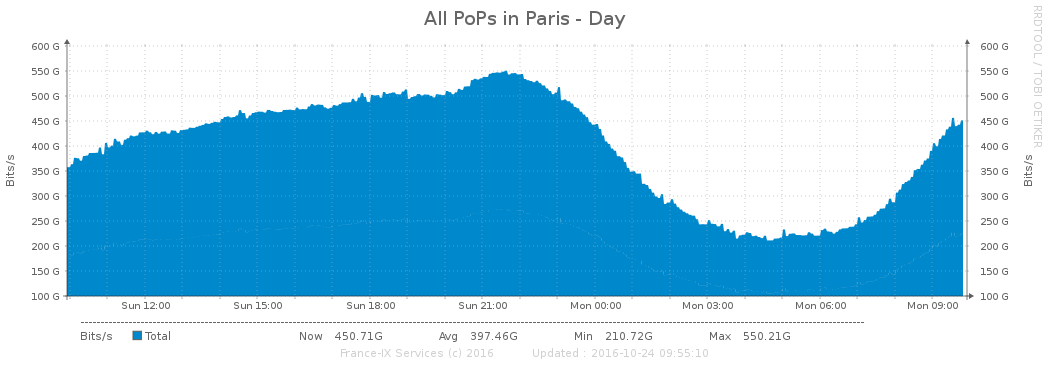 All PoPs in Paris - Day
RRDTOOL / TOBI OETIKER
600 G 600 G
550 G 550 G
500 G 500 G
450 G 450 G
400 G 400 G
350 G 350 G
300 G 300 G
250 G 250 G
200 G 200 G
150 G 150 G
100 G 100 G
Bits/s
Bits/s
Sun 12:00 Sun 15:00 Sun 18:00 Sun 21:00 Mon 00:00 Mon 03:00 Mon 06:00 Mon 09:00
Bits/s Total Now 450.71G Avg 397.46G Min 210.72G Max 550.21G
France-IX Services (c) 2016 Updated : 2016-10-24 09:55:10